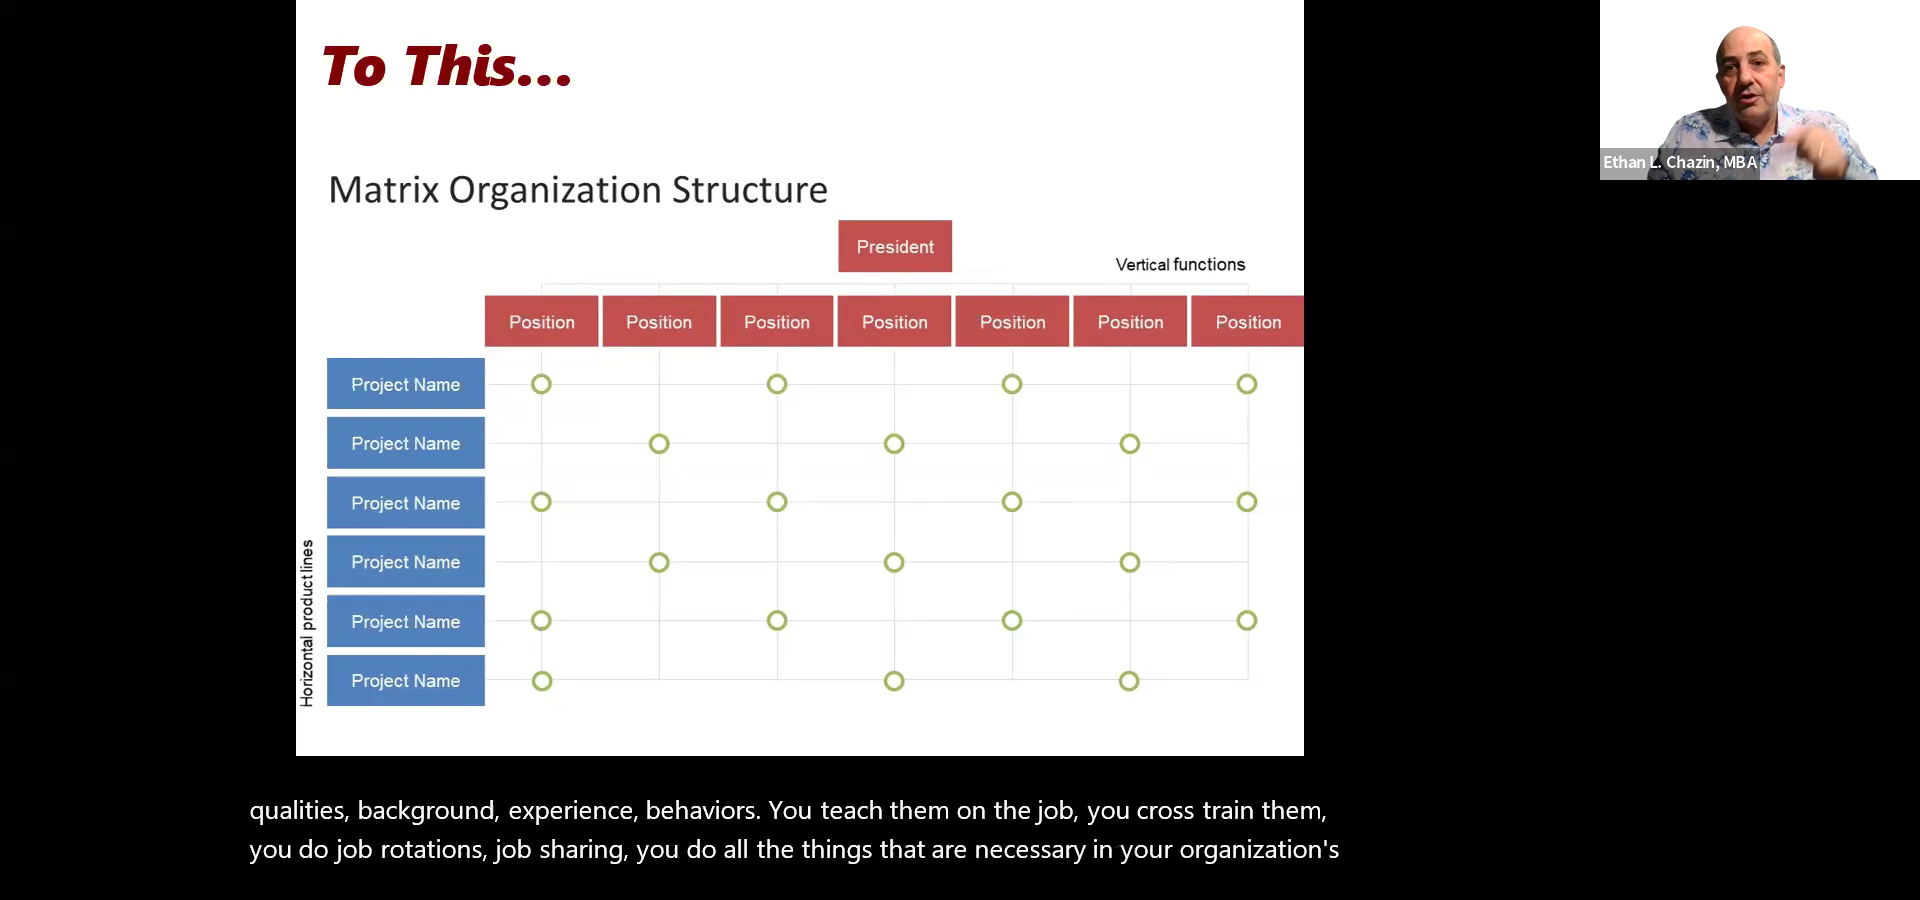 To This...
Ethan L. Chazin, MBA
Matrix Organization Structure
President
Vertical functions
Position Position Position Position Position Position Position
Project Name
Project Name
Project Name
Project Name
Project Name
Project Name
Horizontal product lines
qualities, background, experience, behaviors. You teach them on the job, you cross train them,
you do job rotations, job sharing, you do all the things that are necessary in your organization's